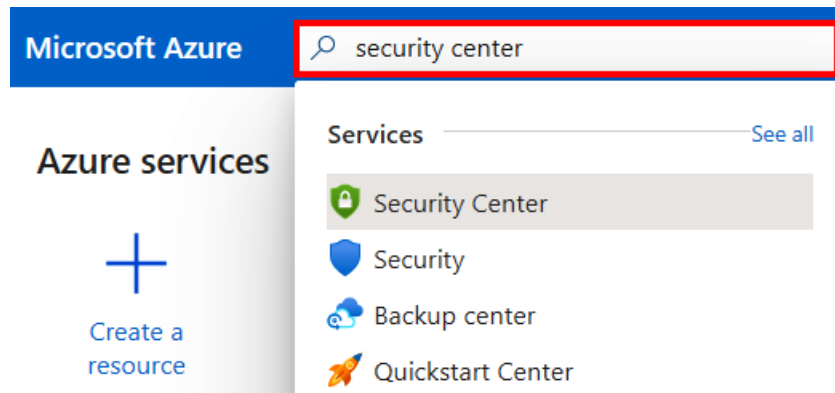 Microsoft Azure
security center
Azure services
Create a
resource
Services
See all
Security Center
Security
Backup center
Quickstart Center